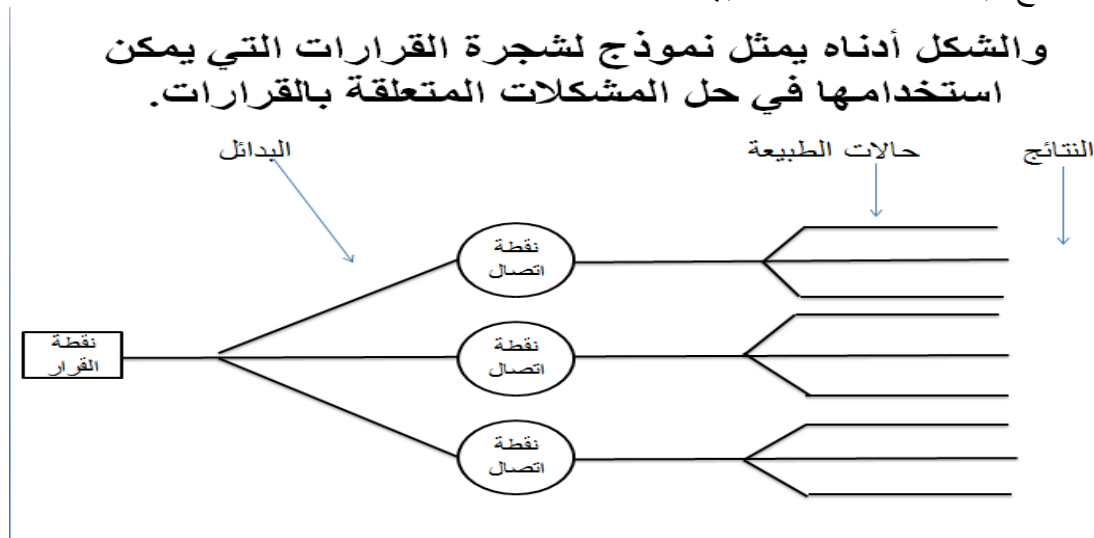 والشكل أدناه يمثل نموذج لشجرة القرارات التي يمكن
استخدامها في حل المشكلات المتعلقة بالقرارات.
البدائل
حالات الطبيعة
النتائج
نقطة
اتصال
نقطة
القرار
نقطة
اتصال
نقطة
اتصال